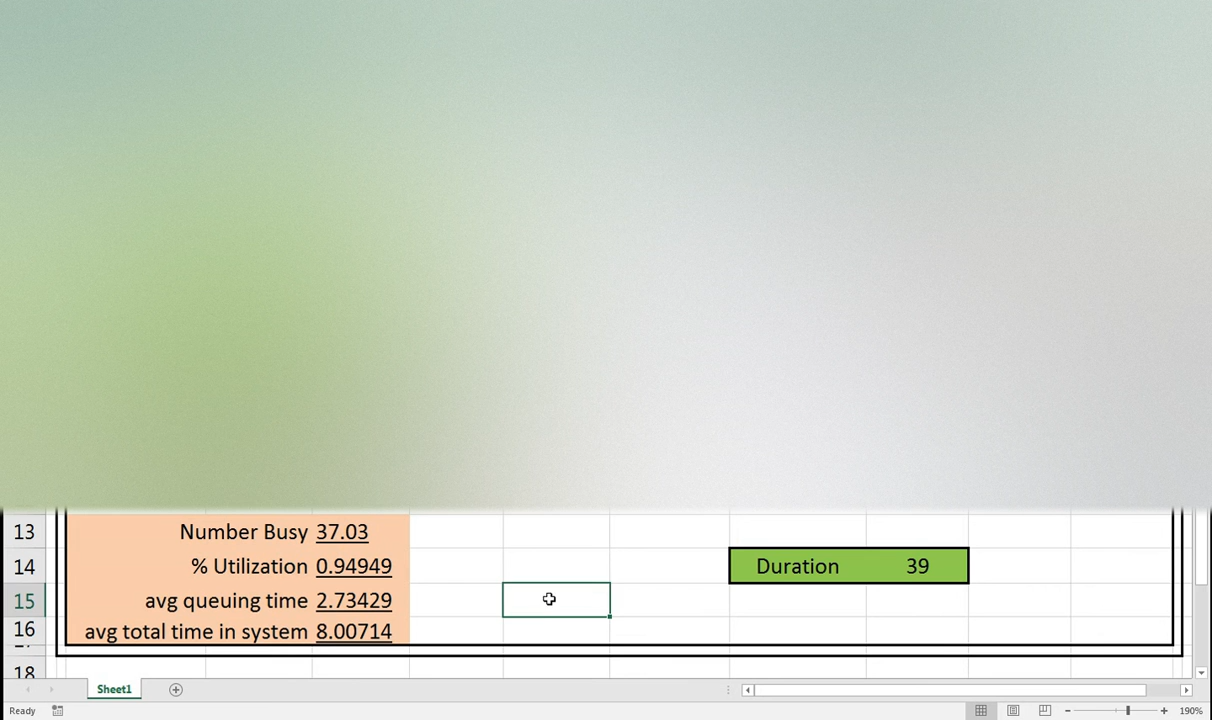 13 Number Busy 37.03
14 % Utilization 0.94949 Duration 39
15 avg queuing time 2.73429
16 avg total time in system 8.00714
18
Sheet1
Ready 190%